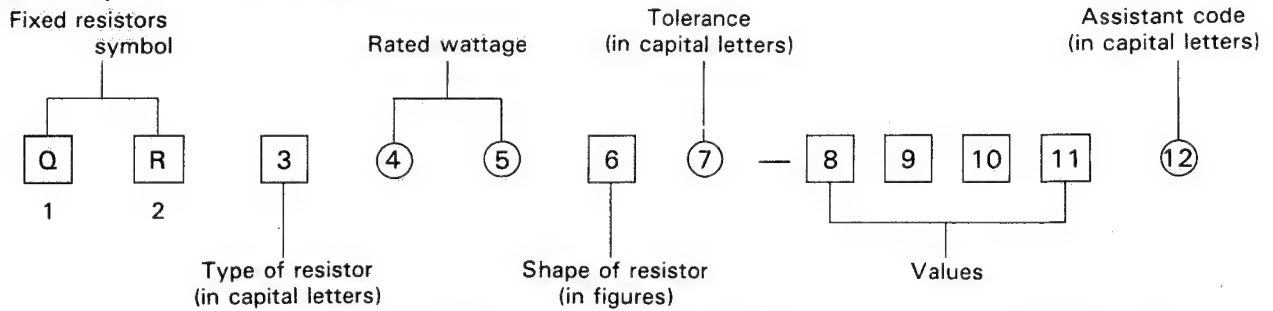 Fixed resistors
symbol
Rated wattage
Tolerance
(in capital letters)
Assistant code
(in capital letters)
Q R 3 4 5 6 7 — 8 9 10 11 12
1 2
Type of resistor
(in capital letters)
Shape of resistor
(in figures)
Values